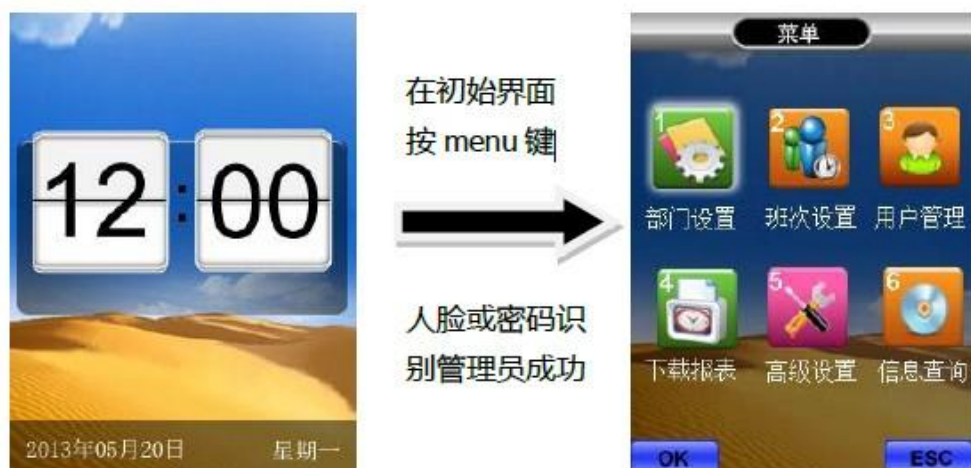 12:00
2013年05月20日 星期一
在初始界面
按 menu 键
人脸或密码识
别管理员成功
菜单
1 2 3
部门设置 班次设置 用户管理
4 5 6
下载报表 高级设置 信息查询
OK ESC